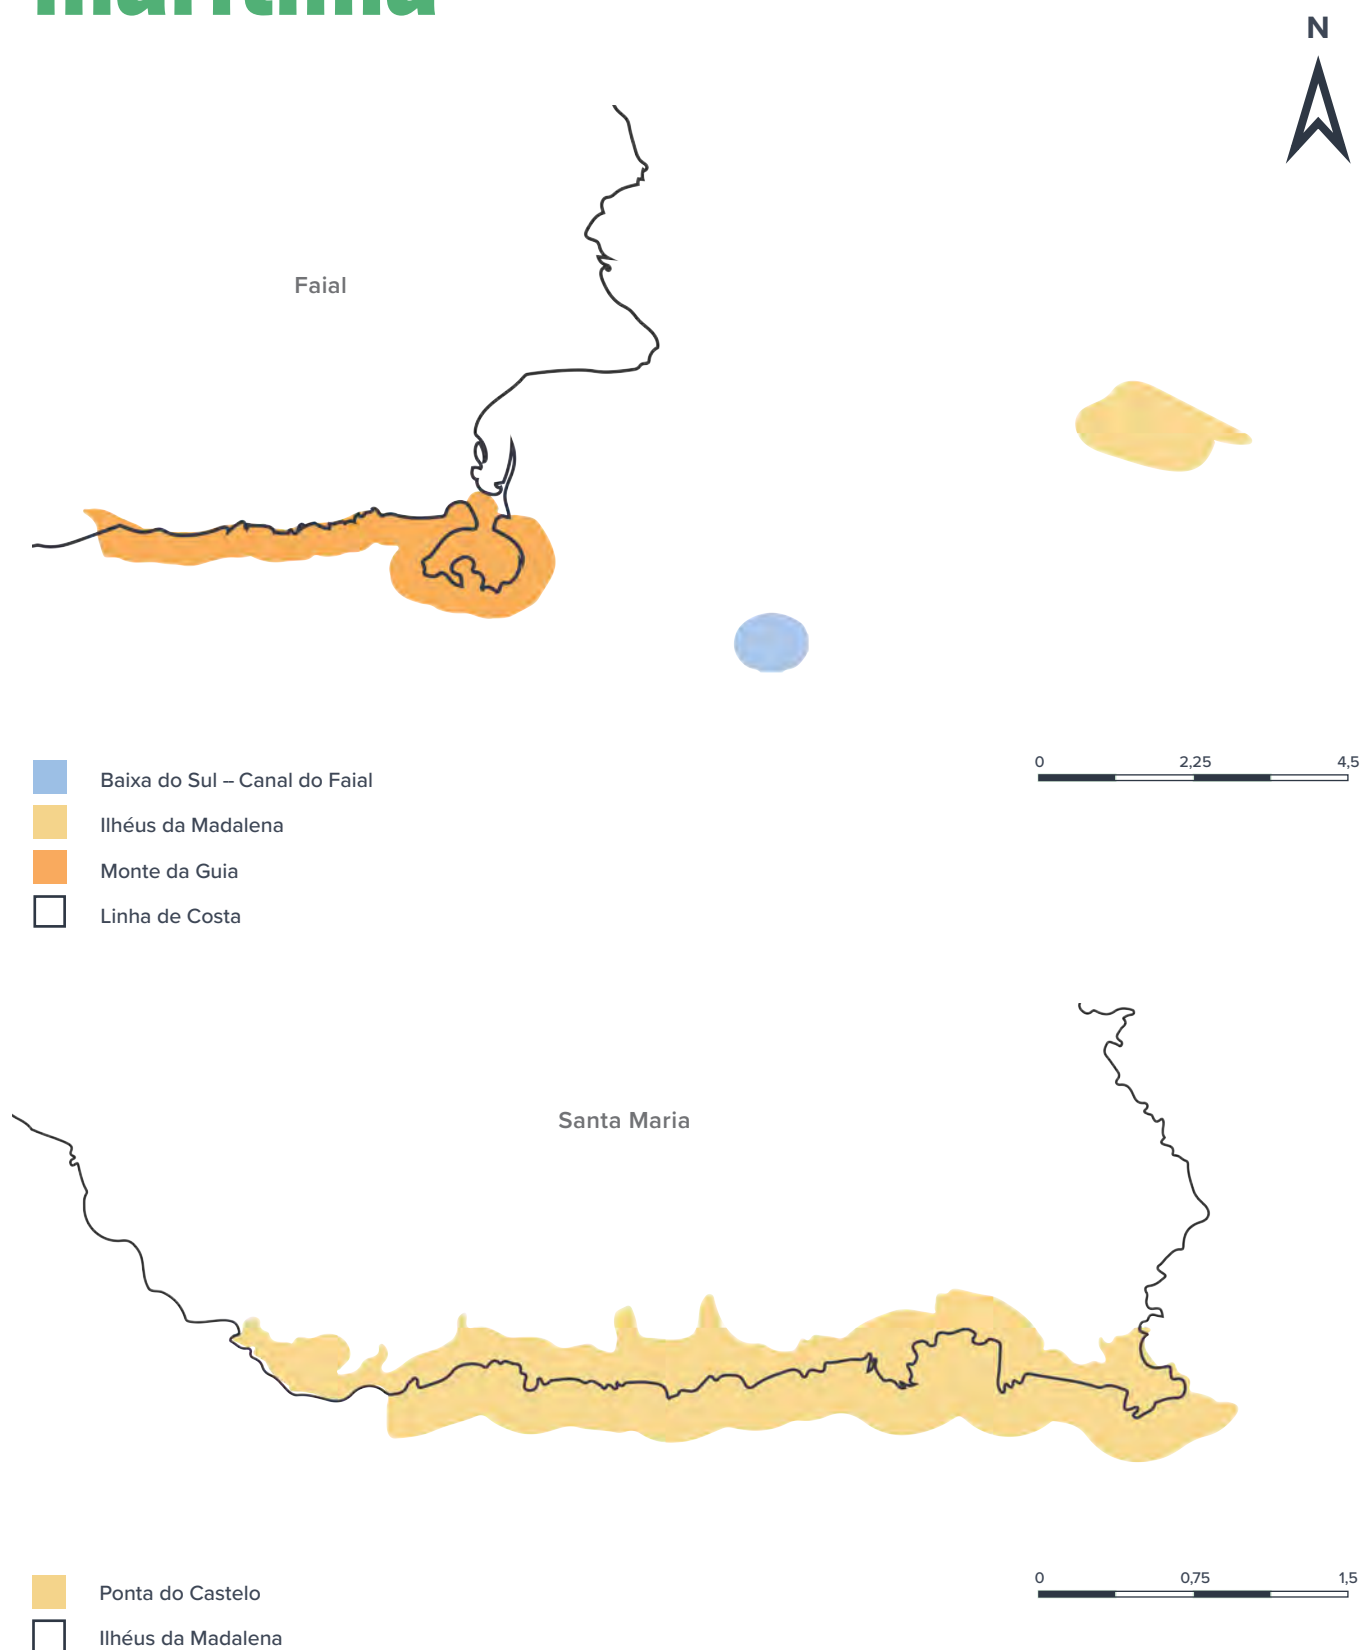 marítima
N
Faial
Baixa do Sul – Canal do Faial
Ilhéus da Madalena
Monte da Guia
Linha de Costa
0 2,25 4,5
Santa Maria
Ponta do Castelo
Ilhéus da Madalena
0 0,75 1,5